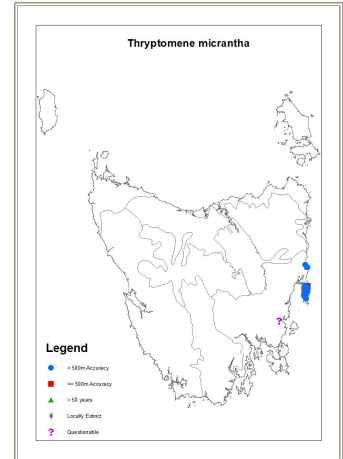 Thryptomene micrantha
?
Legend
< 500m Accuracy
>= 500m Accuracy
> 50 years
Locally Extinct
? Questionable